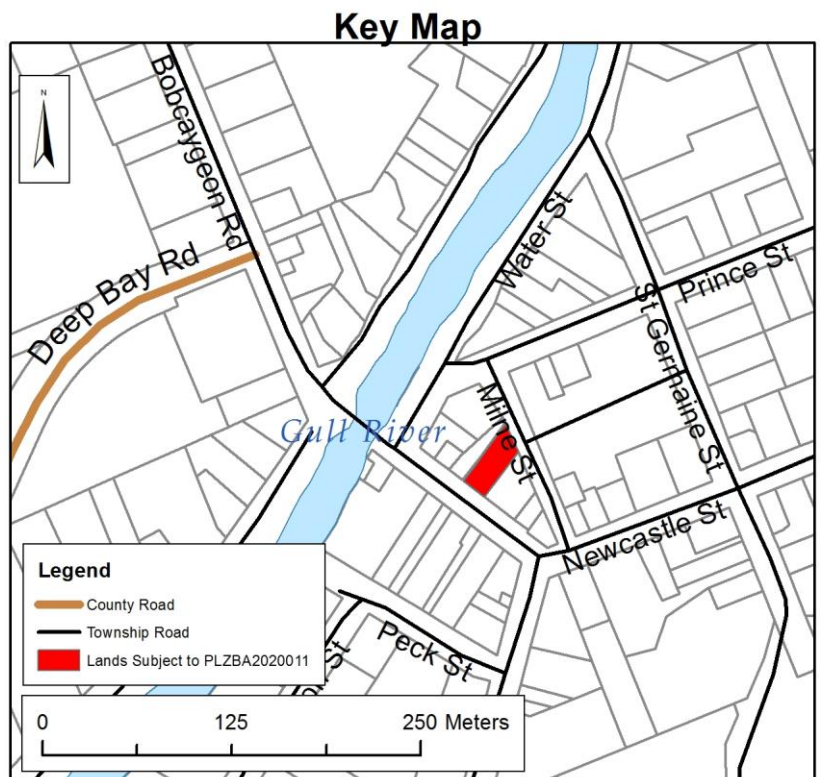 Key Map
N
Bobcaygeon Rd
Deep Bay Rd
Water St
Prince St
St Germaine St
Milne St
Gull River
Newcastle St
Peck St
Legend
County Road
Township Road
Lands Subject to PLZBA2020011
0 125 250 Meters